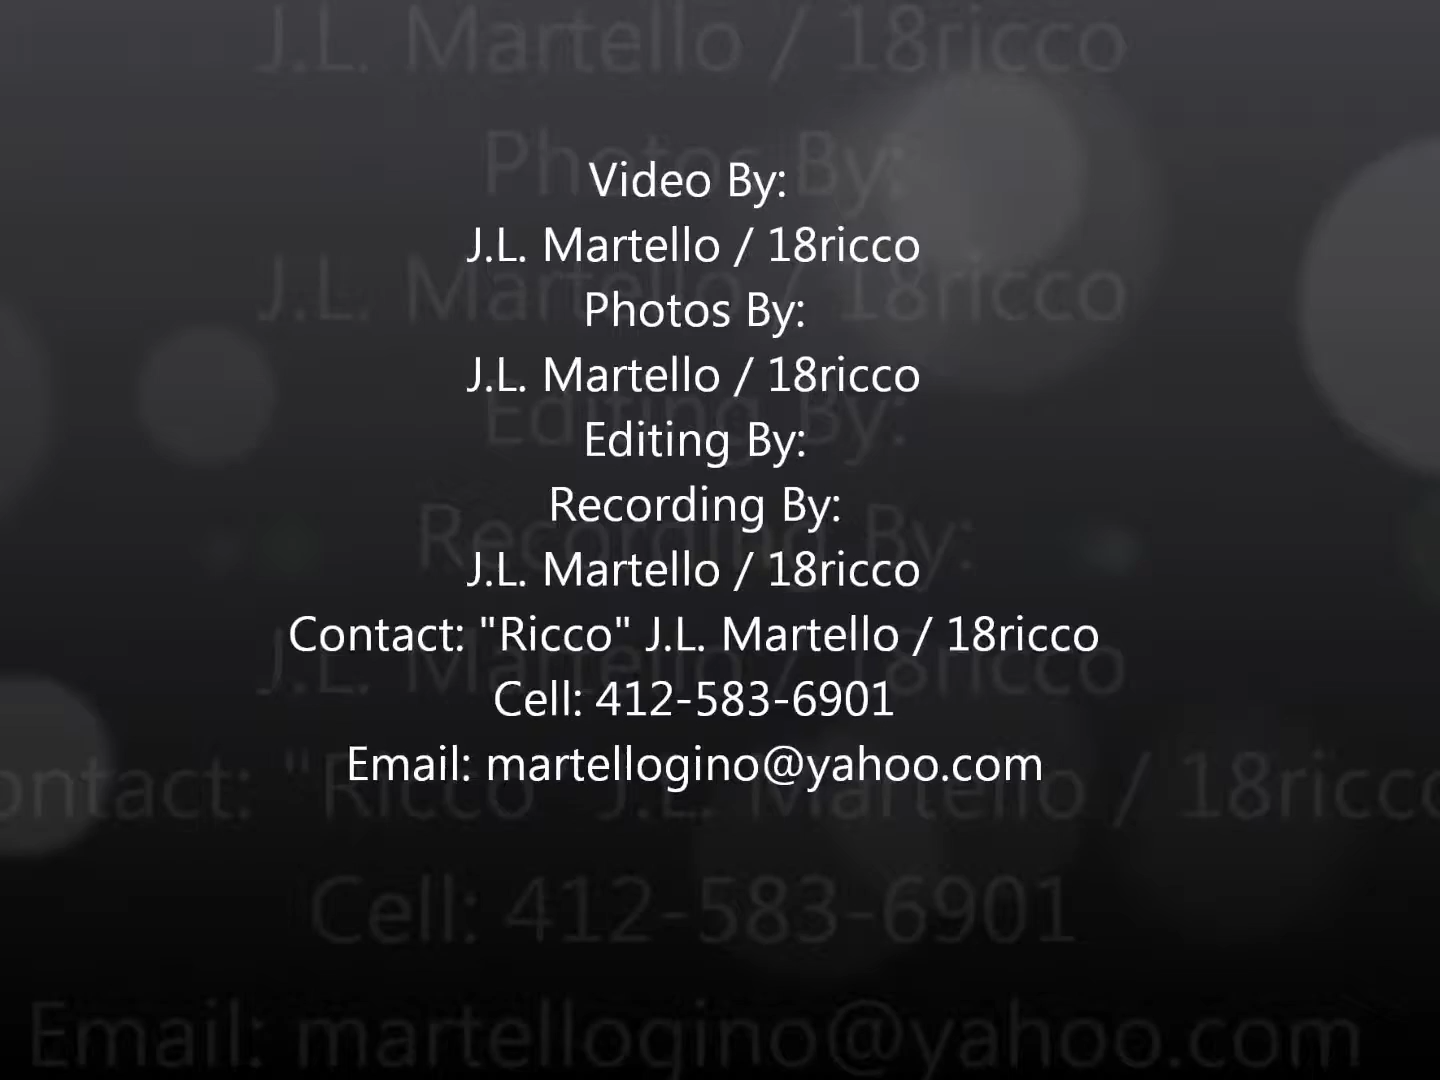 Video By:
J.L. Martello / 18ricco
Photos By:
J.L. Martello / 18ricco
Editing By:
Recording By:
J.L. Martello / 18ricco
Contact: "Ricco" J.L. Martello / 18ricco
Cell: 412-583-6901
Email: martellogino@yahoo.com